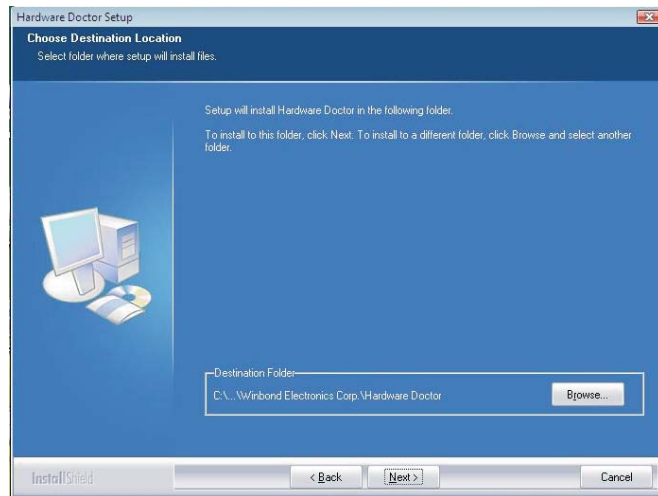 Hardware Doctor Setup
Choose Destination Location
Select folder where setup will install files.
Setup will install Hardware Doctor in the following folder.
To install to this folder, click Next. To install to a different folder, click Browse and select another
folder.
Destination Folder
C:\...\Winbond Electronics Corp.\Hardware Doctor
Browse...
InstallShield
< Back
Next >
Cancel